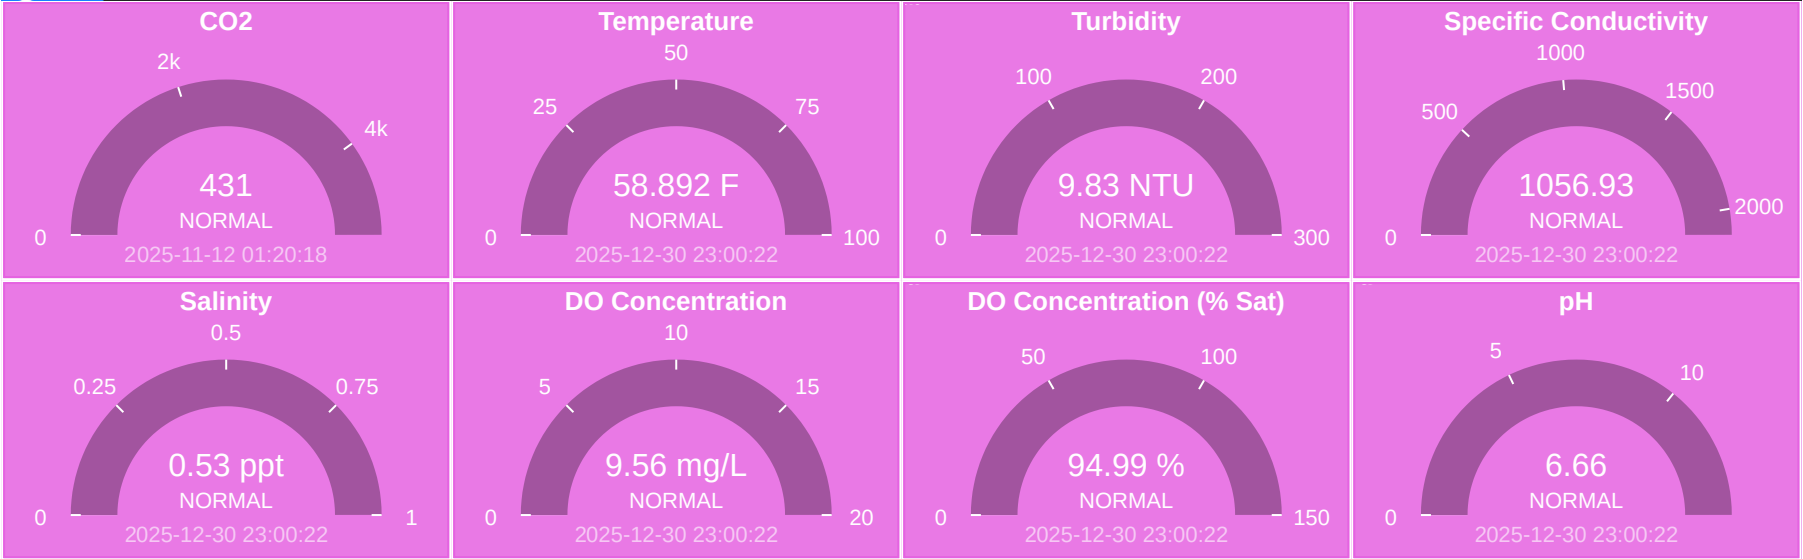 CO2
2k
4k
0
431
NORMAL
2025-11-12 01:20:18
Temperature
50
25
75
0
100
58.892 F
NORMAL
2025-12-30 23:00:22
Turbidity
100
200
0
300
9.83 NTU
NORMAL
2025-12-30 23:00:22
Specific Conductivity
1000
500
1500
0
2000
1056.93
NORMAL
2025-12-30 23:00:22
Salinity
0.5
0.25
0.75
0
1
0.53 ppt
NORMAL
2025-12-30 23:00:22
DO Concentration
10
5
15
0
20
9.56 mg/L
NORMAL
2025-12-30 23:00:22
DO Concentration (% Sat)
50
100
0
150
94.99 %
NORMAL
2025-12-30 23:00:22
pH
5
10
0
6.66
NORMAL
2025-12-30 23:00:22